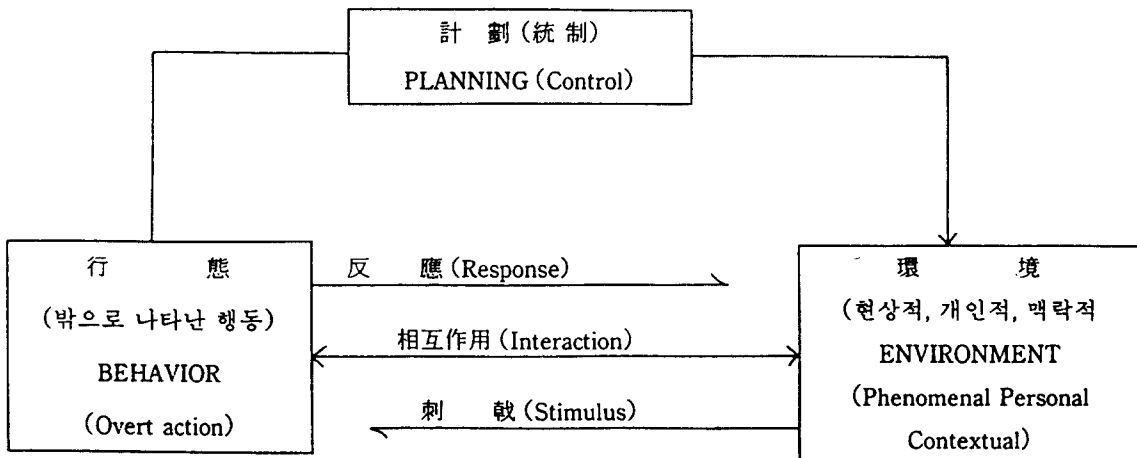 計 劃 (統 制)
PLANNING (Control)
行 態
(밖으로 나타난 행동)
BEHAVIOR
(Overt action)
反 應 (Response)
相互作用 (Interaction)
刺 戟 (Stimulus)
環 境
(현상적, 개인적, 맥락적
ENVIRONMENT
(Phenomenal Personal
Contextual)